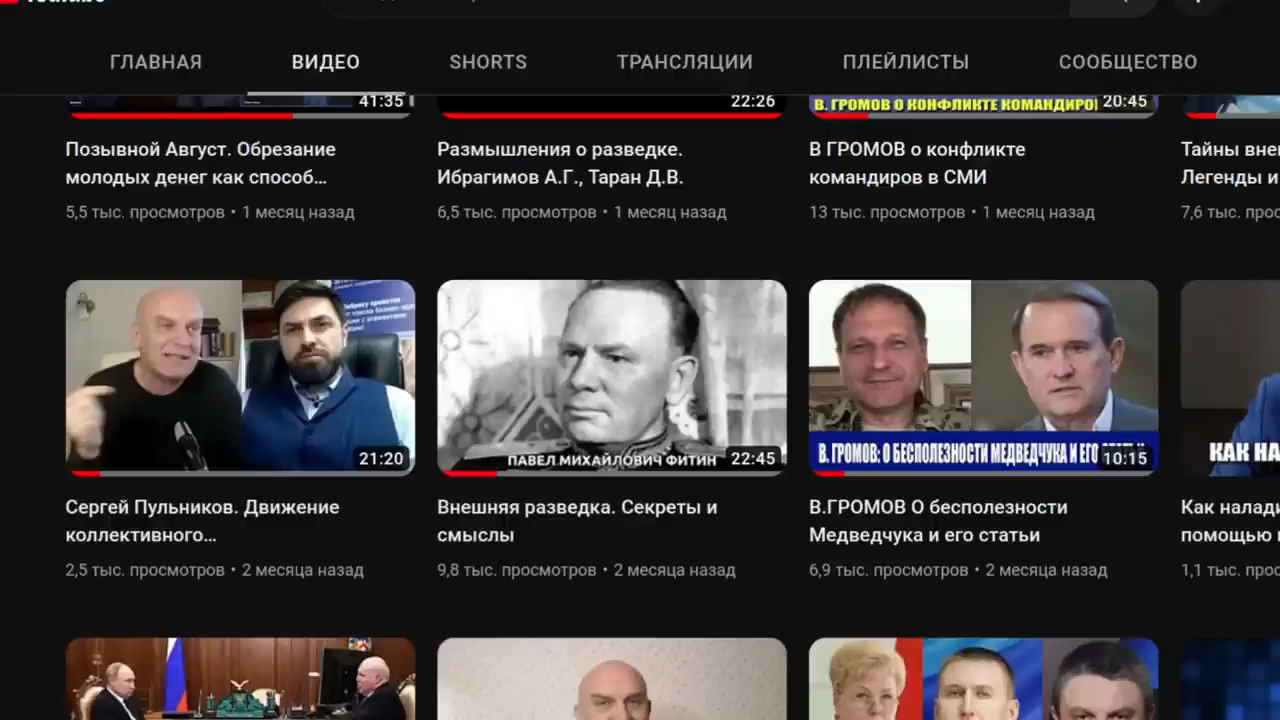 ГЛАВНАЯ
ВИДЕО
SHORTS
ТРАНСЛЯЦИИ
ПЛЕЙЛИСТЫ
СООБЩЕСТВО
41:35
22:26
В. ГРОМОВ О КОНФЛИКТЕ
20:45
Позывной Август. Обрезание
молодых денег как способ...
5,5 тыс. просмотров • 1 месяц назад
Размышления о разведке.
Ибрагимов А.Г., Таран Д.В.
6,5 тыс. просмотров • 1 месяц назад
В ГРОМОВ о конфликте
командиров в СМИ
13 тыс. просмотров • 1 месяц назад
Тайны
Легенды и
7,6 тыс.
21:20
ПАВЕЛ МИХАЙЛОВИЧ ФИТИН
22:45
В. ГРОМОВ: О БЕСПОЛЕЗНОСТИ МЕДВЕДЧУКА И ЕГО
10:15
КАК
Сергей Пульников. Движение
коллективного...
2,5 тыс. просмотров • 2 месяца назад
Внешняя разведка. Секреты и
смыслы
9,8 тыс. просмотров • 2 месяца назад
В.ГРОМОВ О бесполезности
Медведчука и его статьи
6,9 тыс. просмотров • 2 месяца назад
Как
помощью
1,1 тыс.